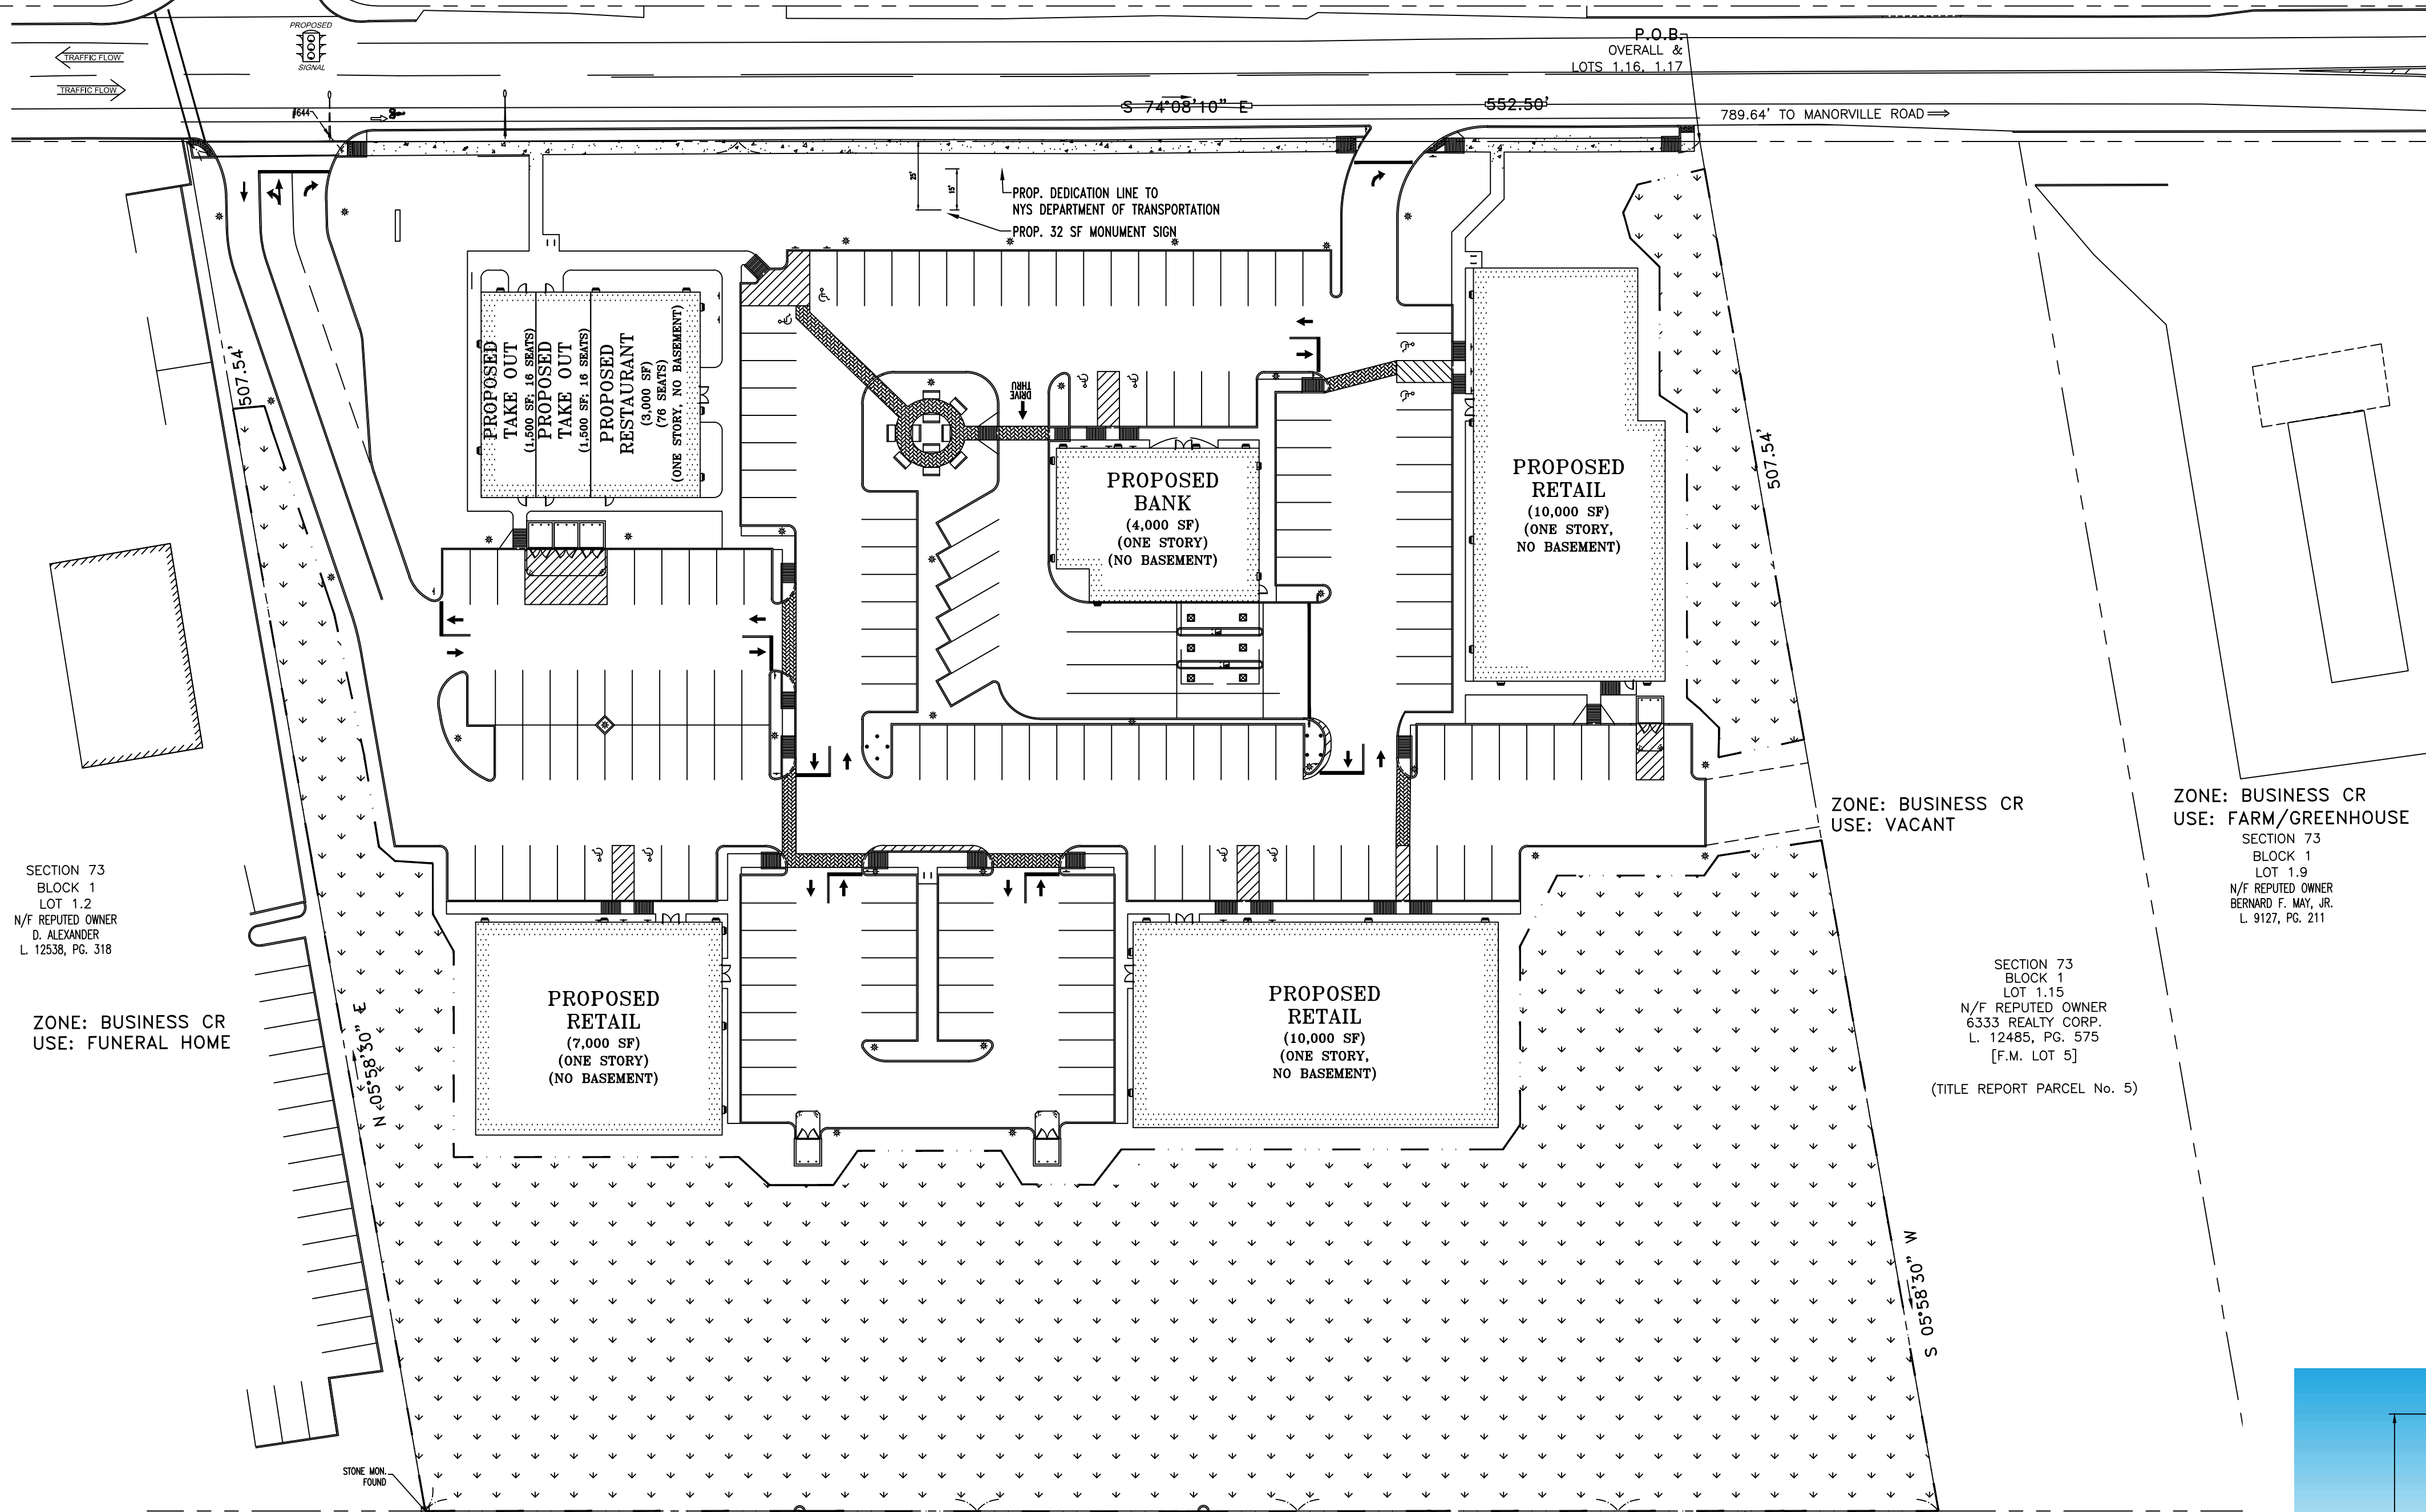 PROPOSED
SIGNAL
TRAFFIC FLOW
TRAFFIC FLOW
#644
P.O.B.
OVERALL &
LOTS 1.16, 1.17
S 74°08'10" E
552.50'
789.64' TO MANORVILLE ROAD
25'
15'
PROP. DEDICATION LINE TO
NYS DEPARTMENT OF TRANSPORTATION
PROP. 32 SF MONUMENT SIGN
507.54'
PROPOSED
TAKE OUT
(1,500 SF; 16 SEATS)
PROPOSED
TAKE OUT
(1,500 SF; 16 SEATS)
PROPOSED
RESTAURANT
(3,000 SF)
(76 SEATS)
(ONE STORY, NO BASEMENT)
DRIVE
THRU
PROPOSED
BANK
(4,000 SF)
(ONE STORY)
(NO BASEMENT)
PROPOSED
RETAIL
(10,000 SF)
(ONE STORY,
NO BASEMENT)
507.54'
ZONE: BUSINESS CR
USE: VACANT
ZONE: BUSINESS CR
USE: FARM/GREENHOUSE
SECTION 73
BLOCK 1
LOT 1.9
N/F REPUTED OWNER
BERNARD F. MAY, JR.
L. 9127, PG. 211
SECTION 73
BLOCK 1
LOT 1.2
N/F REPUTED OWNER
D. ALEXANDER
L. 12538, PG. 318
ZONE: BUSINESS CR
USE: FUNERAL HOME
N 05°58'30" E
PROPOSED
RETAIL
(7,000 SF)
(ONE STORY)
(NO BASEMENT)
PROPOSED
RETAIL
(10,000 SF)
(ONE STORY,
NO BASEMENT)
SECTION 73
BLOCK 1
LOT 1.15
N/F REPUTED OWNER
6333 REALTY CORP.
L. 12485, PG. 575
[F.M. LOT 5]
(TITLE REPORT PARCEL No. 5)
S 05°58'30" W
STONE MON.
FOUND